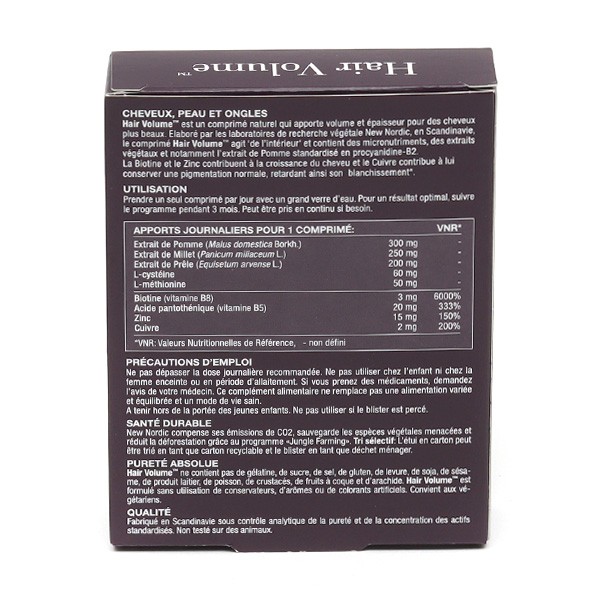 Hair Volume™
CHEVEUX, PEAU ET ONGLES
Hair Volume™ est un comprimé naturel qui apporte volume et épaisseur pour des cheveux
plus beaux. Elaboré par les laboratoires de recherche végétale New Nordic, en Scandinavie,
le comprimé Hair Volume™ agit 'de l'intérieur' et contient des micronutriments, des extraits
végétaux et notamment l'extrait de Pomme standardisé en procyanidine-B2.
La Biotine et le Zinc contribuent à la croissance du cheveu et le Cuivre contribue à lui
conserver une pigmentation normale, retardant ainsi son blanchissement".
UTILISATION
Prendre un seul comprimé par jour avec un grand verre d'eau. Pour un résultat optimal, suivre
le programme pendant 3 mois. Peut être pris en continu si besoin.
APPORTS JOURNALIERS POUR 1 COMPRIMÉ: VNR*
Extrait de Pomme (Malus domestica Borkh.) 300 mg -
Extrait de Millet (Panicum miliaceum L.) 250 mg -
Extrait de Prêle (Equisetum arvense L.) 200 mg -
L-cystéine 60 mg -
L-méthionine 50 mg -
Biotine (vitamine B8) 3 mg 6000%
Acide pantothénique (vitamine B5) 20 mg 333%
Zinc 15 mg 150%
Cuivre 2 mg 200%
*VNR: Valeurs Nutritionnelles de Référence, - non défini
PRÉCAUTIONS D'EMPLOI
Ne pas dépasser la dose journalière recommandée. Ne pas utiliser chez l'enfant ni chez la
femme enceinte ou en période d'allaitement. Si vous prenez des médicaments, demandez
l'avis de votre médecin. Ce complément alimentaire ne remplace pas une alimentation variée
et équilibrée et un mode de vie sain.
A tenir hors de la portée des jeunes enfants. Ne pas utiliser si le blister est percé.
SANTÉ DURABLE
New Nordic compense ses émissions de CO2, sauvegarde les espèces végétales menacées et
réduit la déforestation grâce au programme «Jungle Farming». Tri sélectif: L'étui en carton peut
être trié en tant que carton recyclable et le blister en tant que déchet ménager.
PURETÉ ABSOLUE
Hair Volume™ ne contient pas de gélatine, de sucre, de sel, de gluten, de levure, de soja, de sésa-
me, de produit laitier, de poisson, de crustacés, de fruits à coque et d'arachide. Hair Volume™ est
formulé sans utilisation de conservateurs, d'arômes ou de colorants artificiels. Convient aux vé-
gétariens.
QUALITÉ
Fabriqué en Scandinavie sous contrôle analytique de la pureté et de la concentration des actifs
standardisés. Non testé sur des animaux.